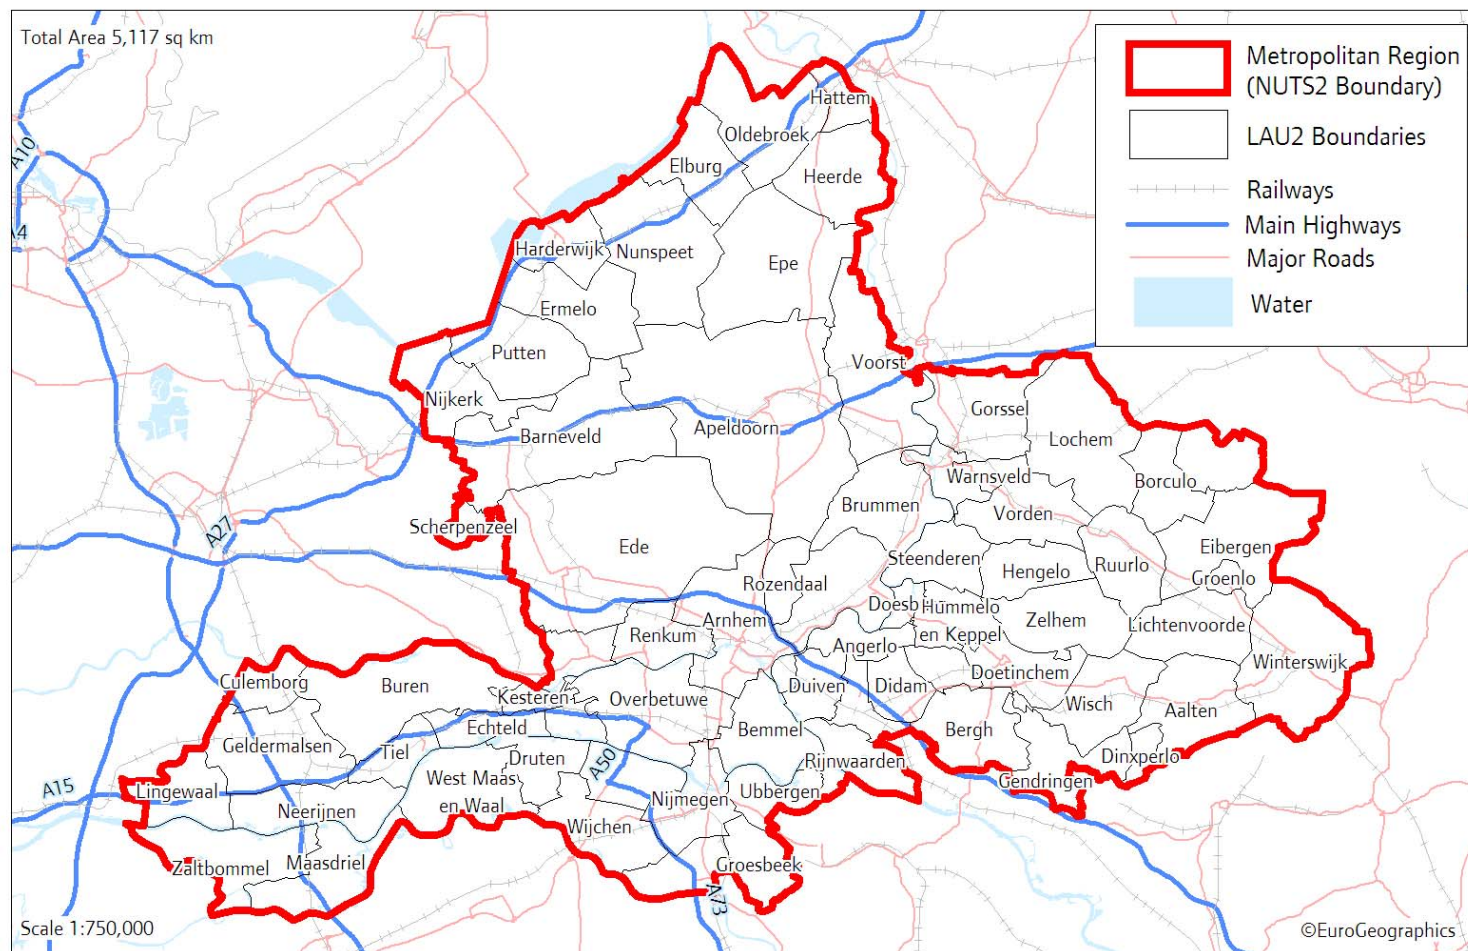 Total Area 5,117 sq km
Metropolitan Region
(NUTS2 Boundary)
LAU2 Boundaries
Railways
Main Highways
Major Roads
Water
Hattem
A10
Oldebroek
Elburg
Heerde
A4
Harderwijk
Nunspeet
Epe
Ermelo
Putten
Voorst
Nijkerk
Gorssel
Barneveld
Apeldoorn
Lochem
Warnsveld
Borculo
Brummen
Vorden
Scherpenzeel
A27
Ede
Eibergen
Steenderen
Hengelo
Ruurlo
Groenlo
Rozendaal
Doesb
Hummelo
en Keppel
Arnhem
Zelhem
Lichtenvoorde
Renkum
Angerlo
Winterswijk
Culemborg
Buren
Doetinchem
Duiven
Didam
Kesteren
Overbetuwe
Wisch
Aalten
Echteld
Bemmel
Bergh
Geldermalsen
Tiel
Druten
Dinxperlo
A50
Rijnwaarden
West Maas
en Waal
Gendringen
A15
Lingewaal
Ubbergen
Nijmegen
Neerijnen
Wijchen
Maasdriel
Zaltbommel
Groesbeek
A73
Scale 1:750,000
©EuroGeographics